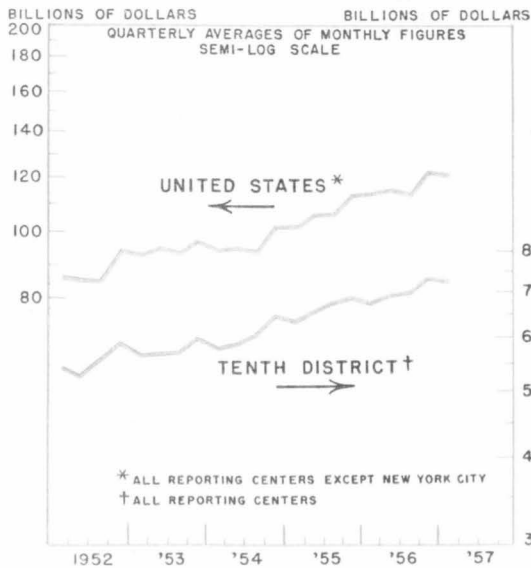 BILLIONS OF DOLLARS
BILLIONS OF DOLLARS
QUARTERLY AVERAGES OF MONTHLY FIGURES
SEMI-LOG SCALE
200
180
160
140
120
100
80
UNITED STATES*
TENTH DISTRICT†
8
7
6
5
4
3
*ALL REPORTING CENTERS EXCEPT NEW YORK CITY
†ALL REPORTING CENTERS
1952 '53 '54 '55 '56 '57